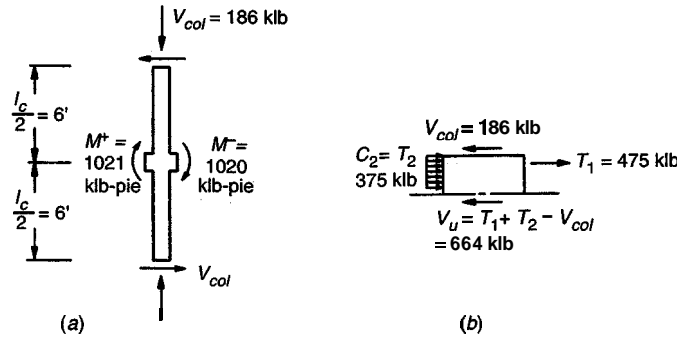 V_col = 186 klb
l_c/2 = 6'
M⁺ =
1021
klb-pie
M⁻ =
1020
klb-pie
l_c/2 = 6'
V_col
(a)
V_col = 186 klb
C₂ = T₂
375 klb
T₁ = 475 klb
V_u = T₁ + T₂ − V_col
= 664 klb
(b)